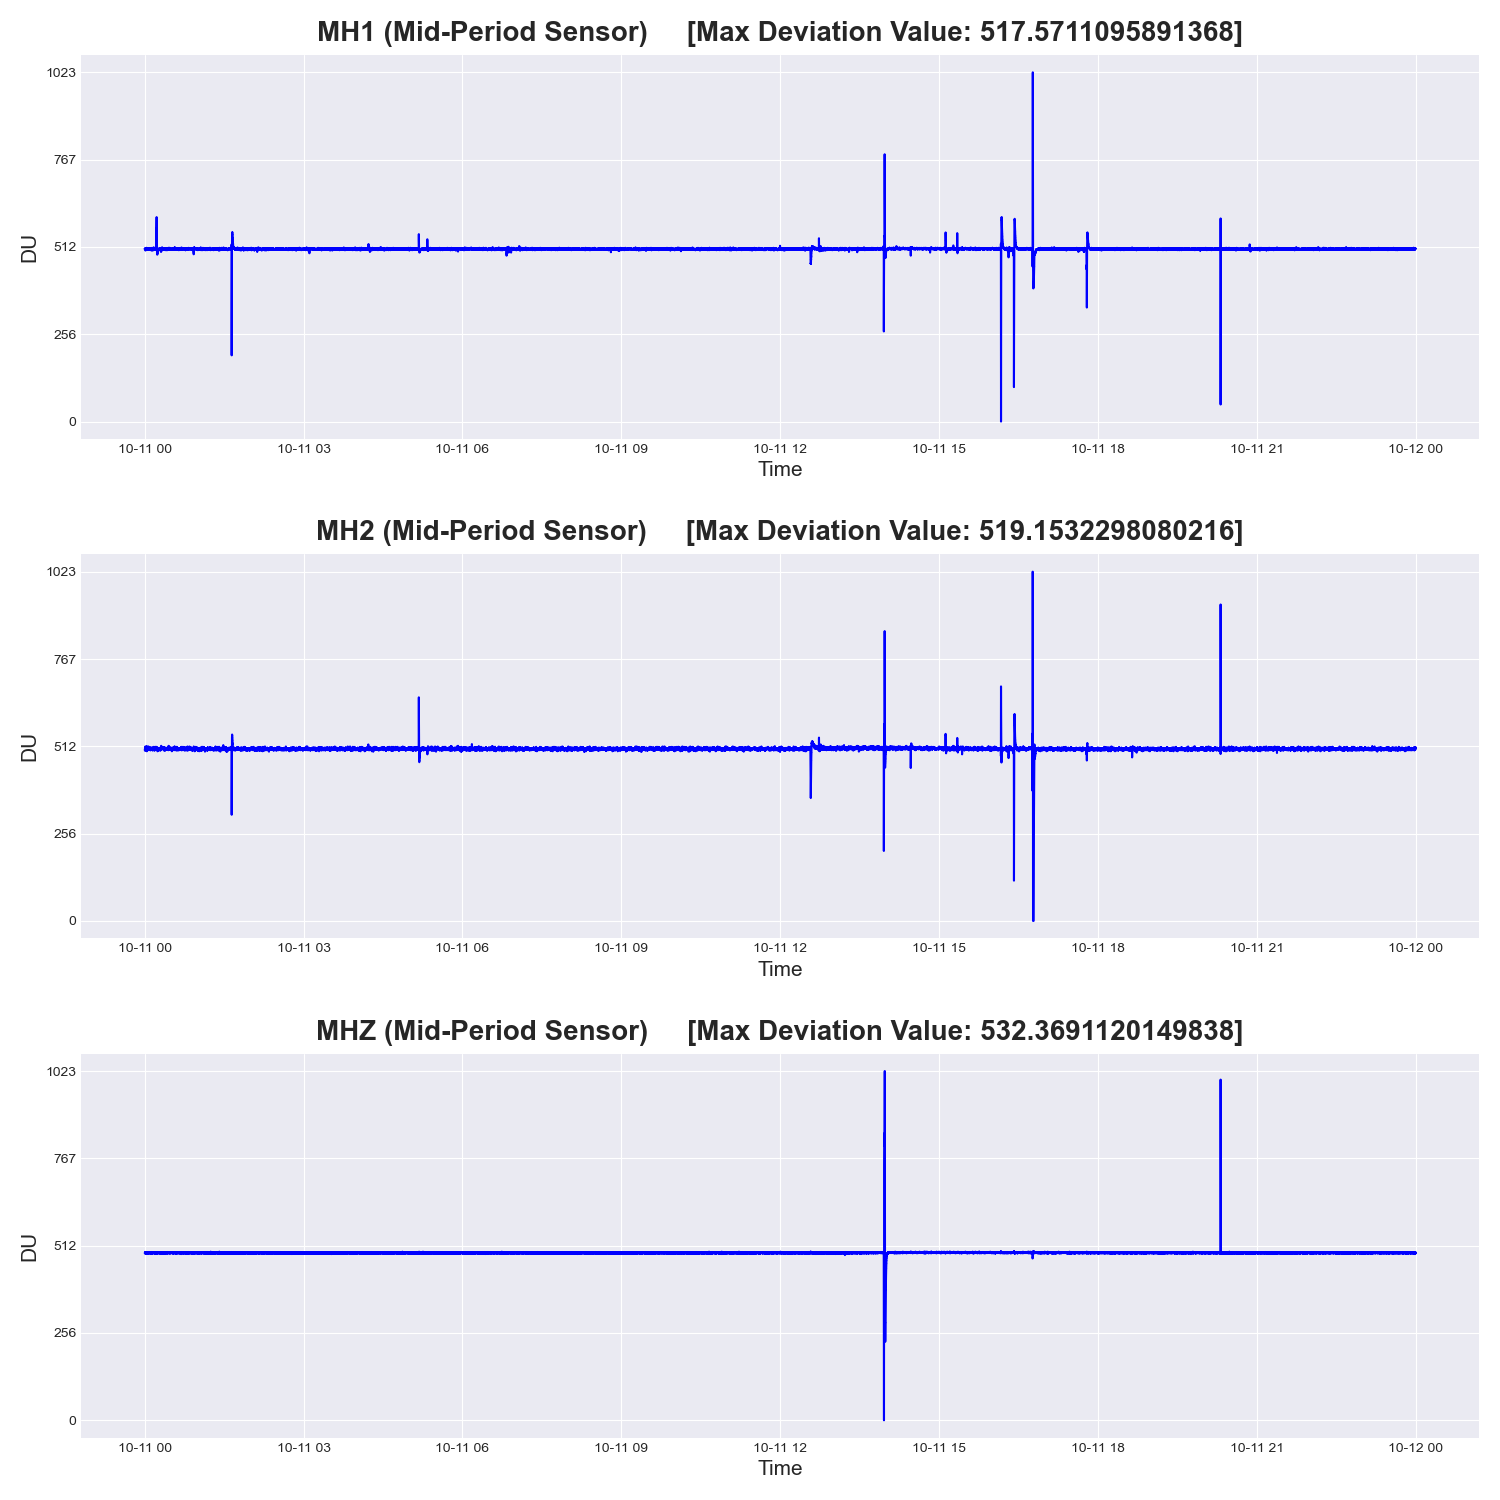 MH1 (Mid-Period Sensor) [Max Deviation Value: 517.5711095891368]
1023
767
512
256
0
DU
10-11 00 10-11 03 10-11 06 10-11 09 10-11 12 10-11 15 10-11 18 10-11 21 10-12 00
Time
MH2 (Mid-Period Sensor) [Max Deviation Value: 519.1532298080216]
1023
767
512
256
0
DU
10-11 00 10-11 03 10-11 06 10-11 09 10-11 12 10-11 15 10-11 18 10-11 21 10-12 00
Time
MHZ (Mid-Period Sensor) [Max Deviation Value: 532.3691120149838]
1023
767
512
256
0
DU
10-11 00 10-11 03 10-11 06 10-11 09 10-11 12 10-11 15 10-11 18 10-11 21 10-12 00
Time